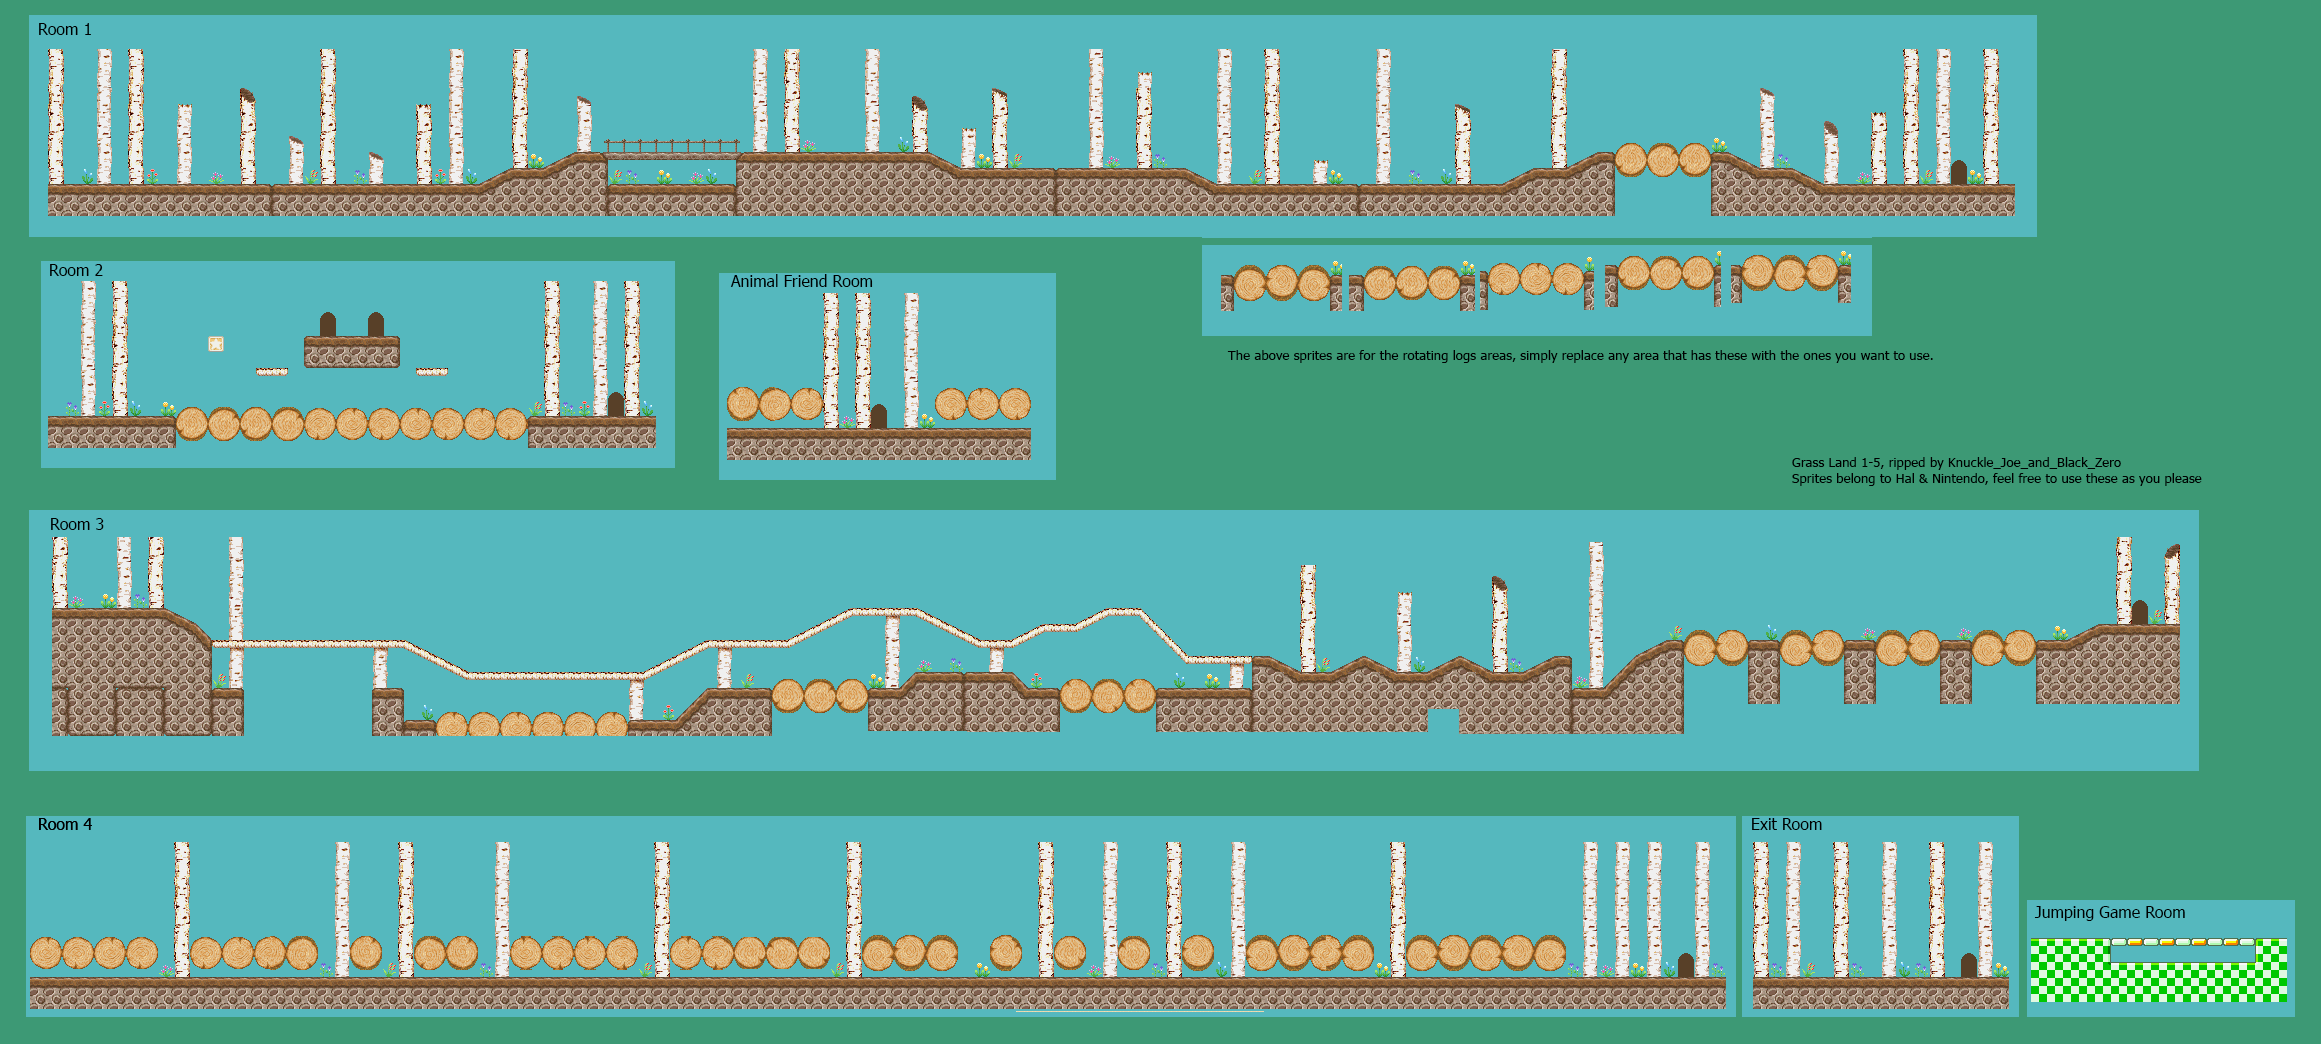 Room 1
Room 2
Animal Friend Room
The above sprites are for the rotating logs areas, simply replace any area that has these with the ones you want to use.
Grass Land 1-5, ripped by Knuckle_Joe_and_Black_Zero
Sprites belong to Hal & Nintendo, feel free to use these as you please
Room 3
Room 4
Exit Room
Jumping Game Room